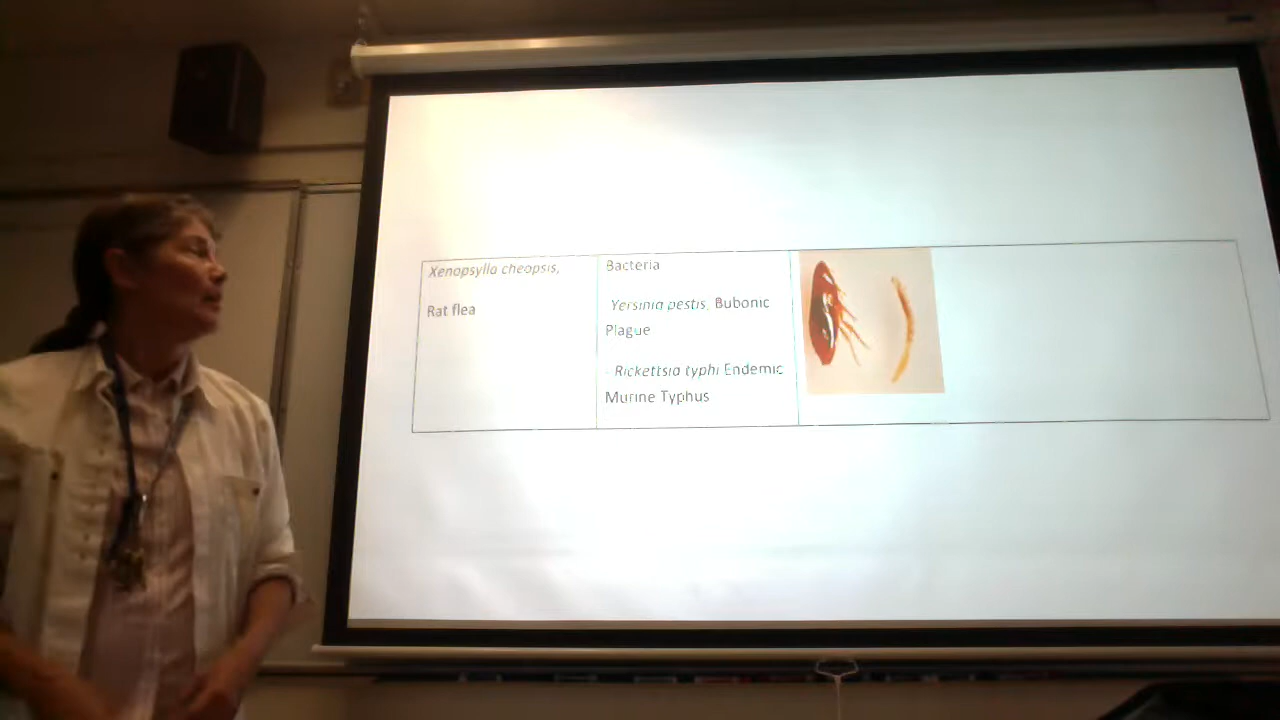 Xenopsylla cheopsis,
Rat flea
Bacteria
Yersinia pestis, Bubonic
Plague
- Rickettsia typhi Endemic
Murine Typhus